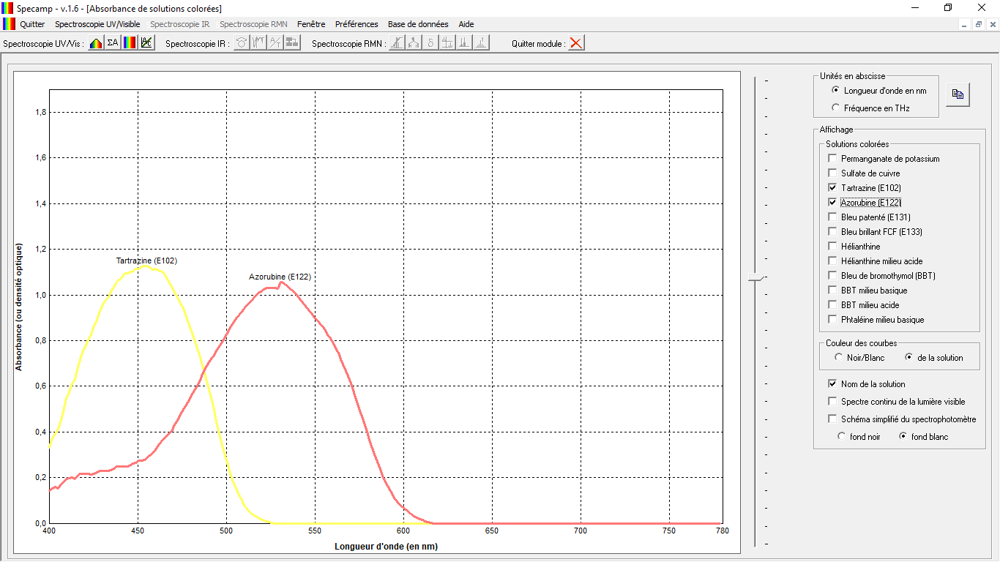 Specamp - v.1.6 - [Absorbance de solutions colorées]
Quitter Spectroscopie UV/Visible Spectroscopie IR Spectroscopie RMN Fenêtre Préférences Base de données Aide
Spectroscopie UV/Vis : ΣA Spectroscopie IR : A/T Spectroscopie RMN : δ Quitter module :
Absorbance (ou densité optique)
1,8
1,6
1,4
1,2
1,0
0,8
0,6
0,4
0,2
0,0
Tartrazine (E102)
Azorubine (E122)
400 450 500 550 600 650 700 750 780
Longueur d'onde (en nm)
Unités en abscisse
Longueur d'onde en nm
Fréquence en THz
Affichage
Solutions colorées
Permanganate de potassium
Sulfate de cuivre
Tartrazine (E102)
Azorubine (E122)
Bleu patenté (E131)
Bleu brillant FCF (E133)
Hélianthine
Hélianthine milieu acide
Bleu de bromothymol (BBT)
BBT milieu basique
BBT milieu acide
Phtaléine milieu basique
Couleur des courbes
Noir/Blanc de la solution
Nom de la solution
Spectre continu de la lumière visible
Schéma simplifié du spectrophotomètre
fond noir fond blanc